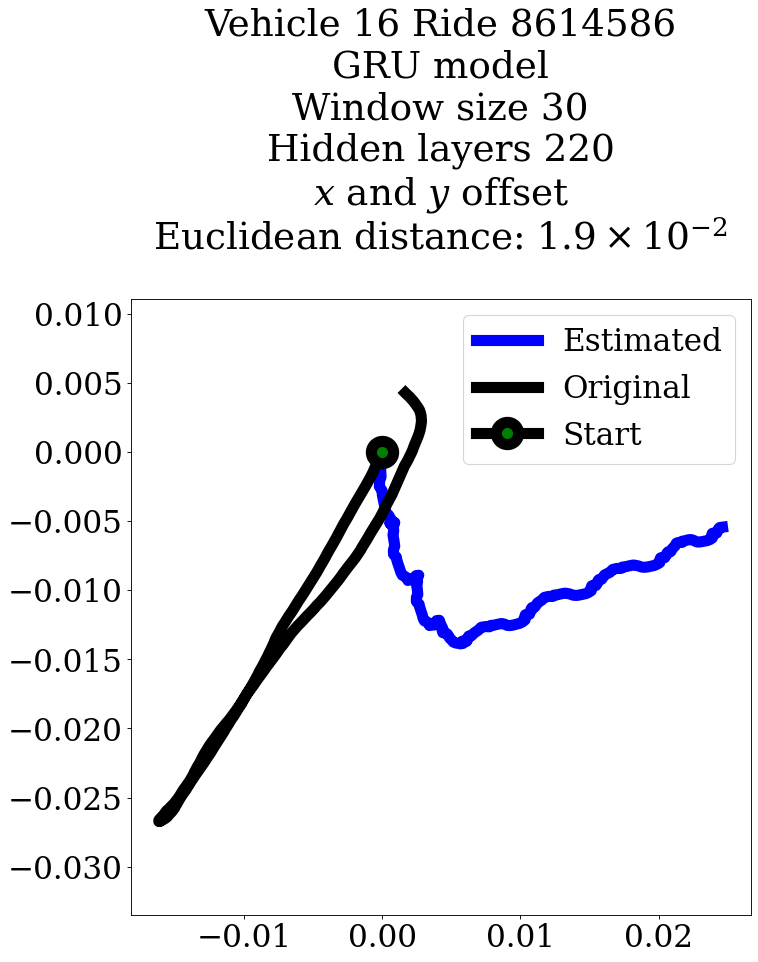 Vehicle 16 Ride 8614586
GRU model
Window size 30
Hidden layers 220
x and y offset
Euclidean distance: 1.9 × 10⁻²
Estimated
Original
Start
0.010
0.005
0.000
−0.005
−0.010
−0.015
−0.020
−0.025
−0.030
−0.01 0.00 0.01 0.02